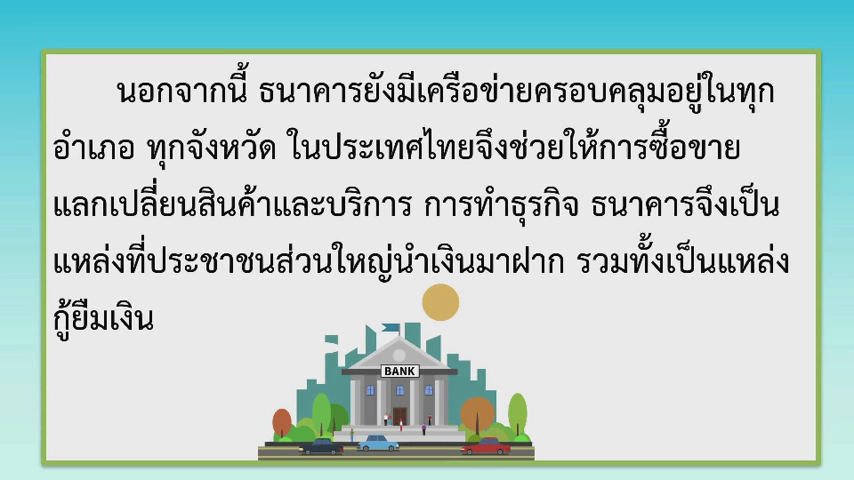 นอกจากนี้ ธนาคารยังมีเครือข่ายครอบคลุมอยู่ในทุก
อำเภอ ทุกจังหวัด ในประเทศไทยจึงช่วยให้การซื้อขาย
แลกเปลี่ยนสินค้าและบริการ การทำธุรกิจ ธนาคารจึงเป็น
แหล่งที่ประชาชนส่วนใหญ่นำเงินมาฝาก รวมทั้งเป็นแหล่ง
กู้ยืมเงิน
BANK